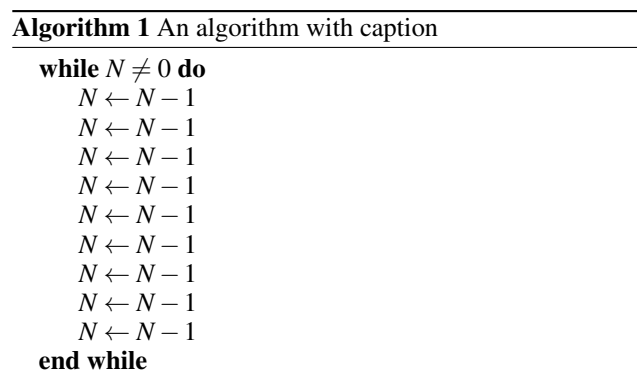 Algorithm 1 An algorithm with caption
while N ≠ 0 do
N ← N − 1
N ← N − 1
N ← N − 1
N ← N − 1
N ← N − 1
N ← N − 1
N ← N − 1
N ← N − 1
N ← N − 1
end while